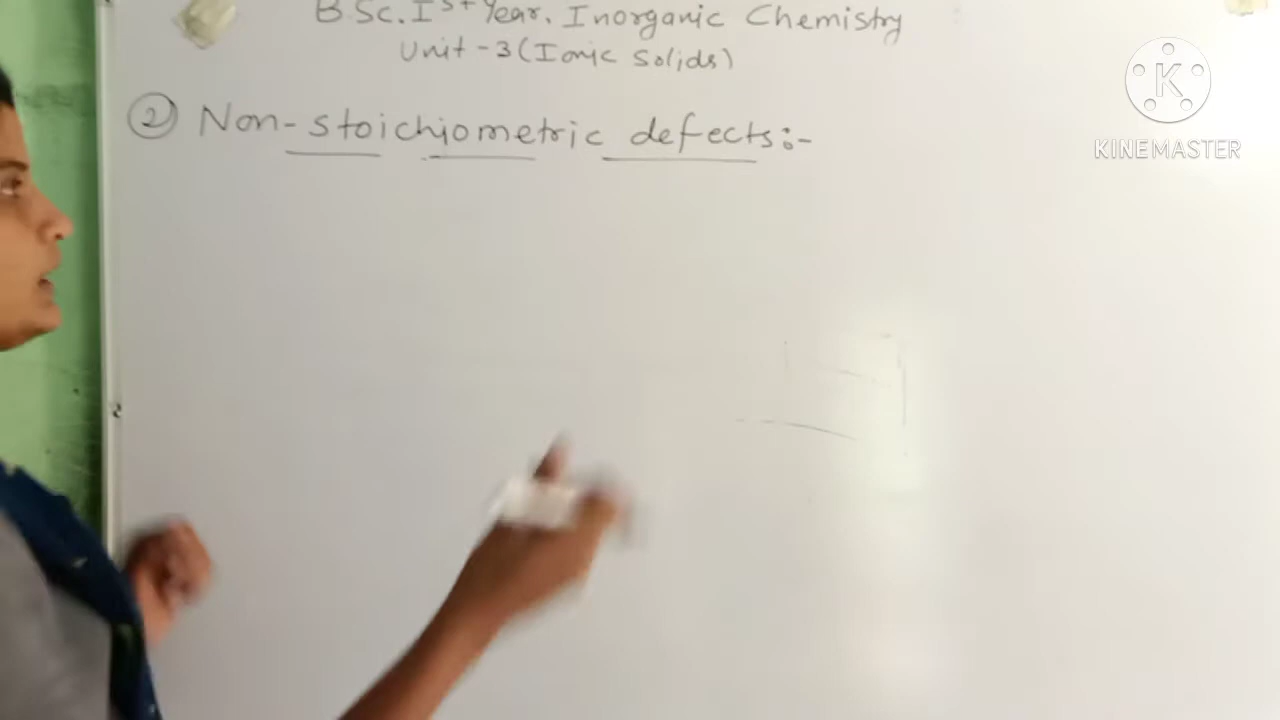 B.Sc. Ist Year. Inorganic Chemistry
Unit - 3 (Ionic Solids)
② Non-stoichiometric defects:-
K
KINEMASTER